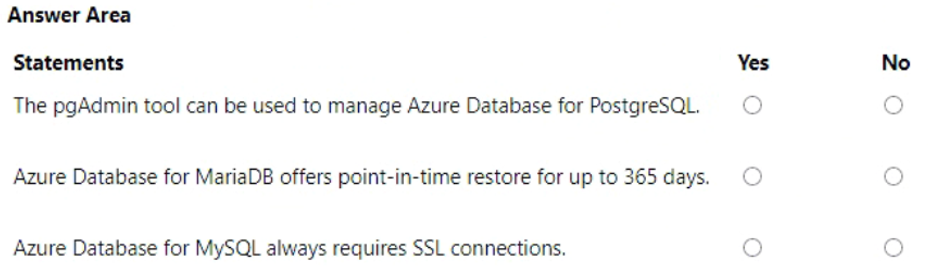 Answer Area
Statements Yes No
The pgAdmin tool can be used to manage Azure Database for PostgreSQL.
Azure Database for MariaDB offers point-in-time restore for up to 365 days.
Azure Database for MySQL always requires SSL connections.